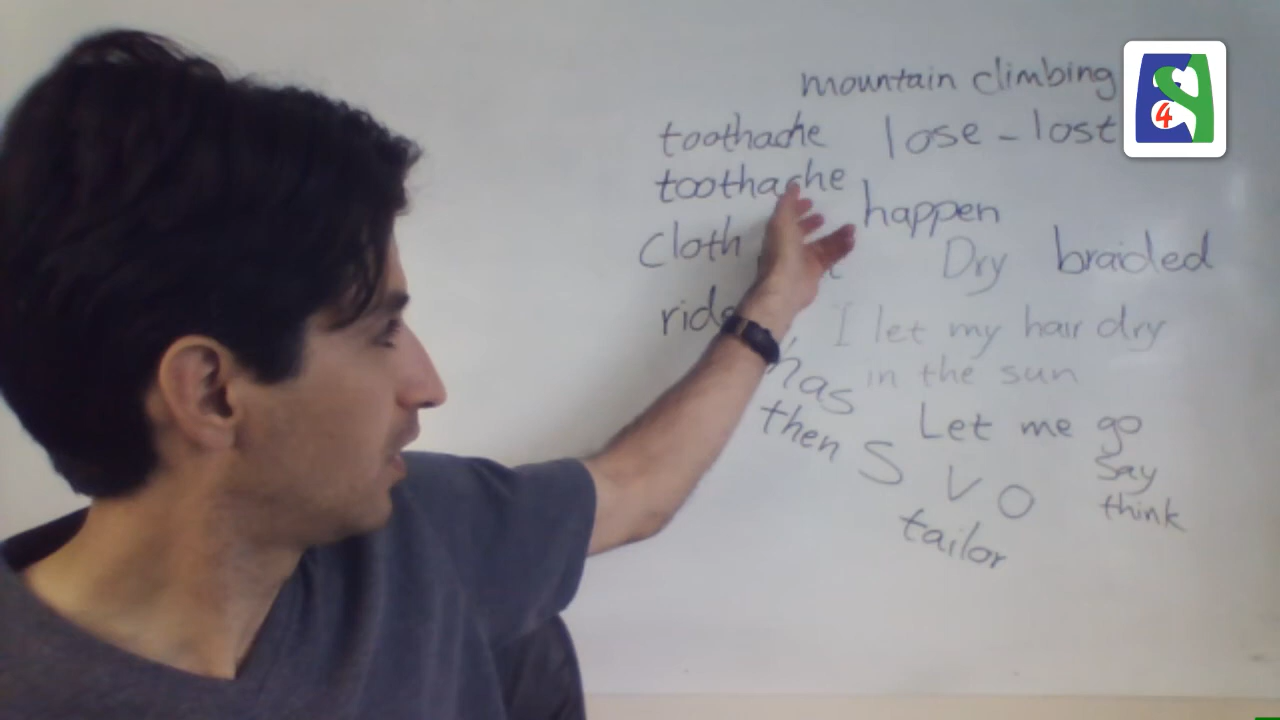 mountain climbing
4
toothache lose - lost
toothache
happen
cloth
Dry braided
ride
I let my hair dry
has in the sun
Let me go
then S V O
say
think
tailor